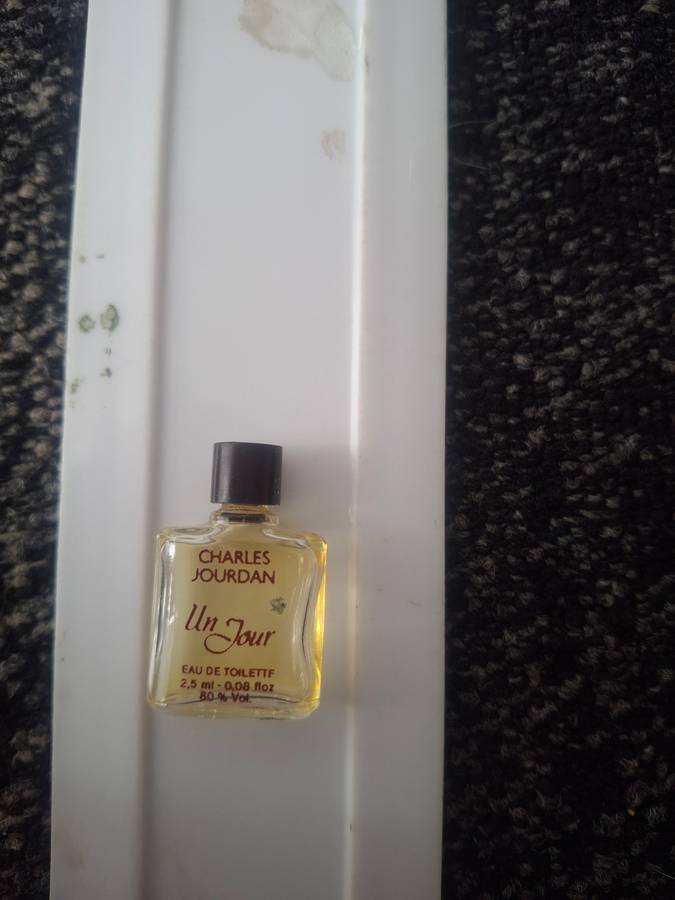 CHARLES
JOURDAN
Un Jour
EAU DE TOILETTE
2,5 ml - 0,08 floz
80 % Vol.